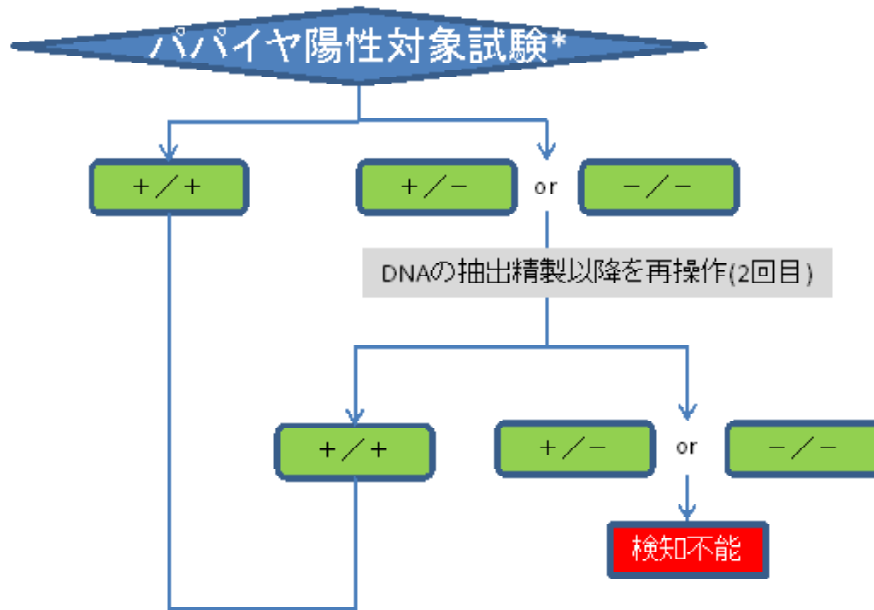 パパイヤ陽性対象試験*
+/+
+/- or -/-
DNAの抽出精製以降を再操作(2回目)
+/+
+/- or -/-
検知不能